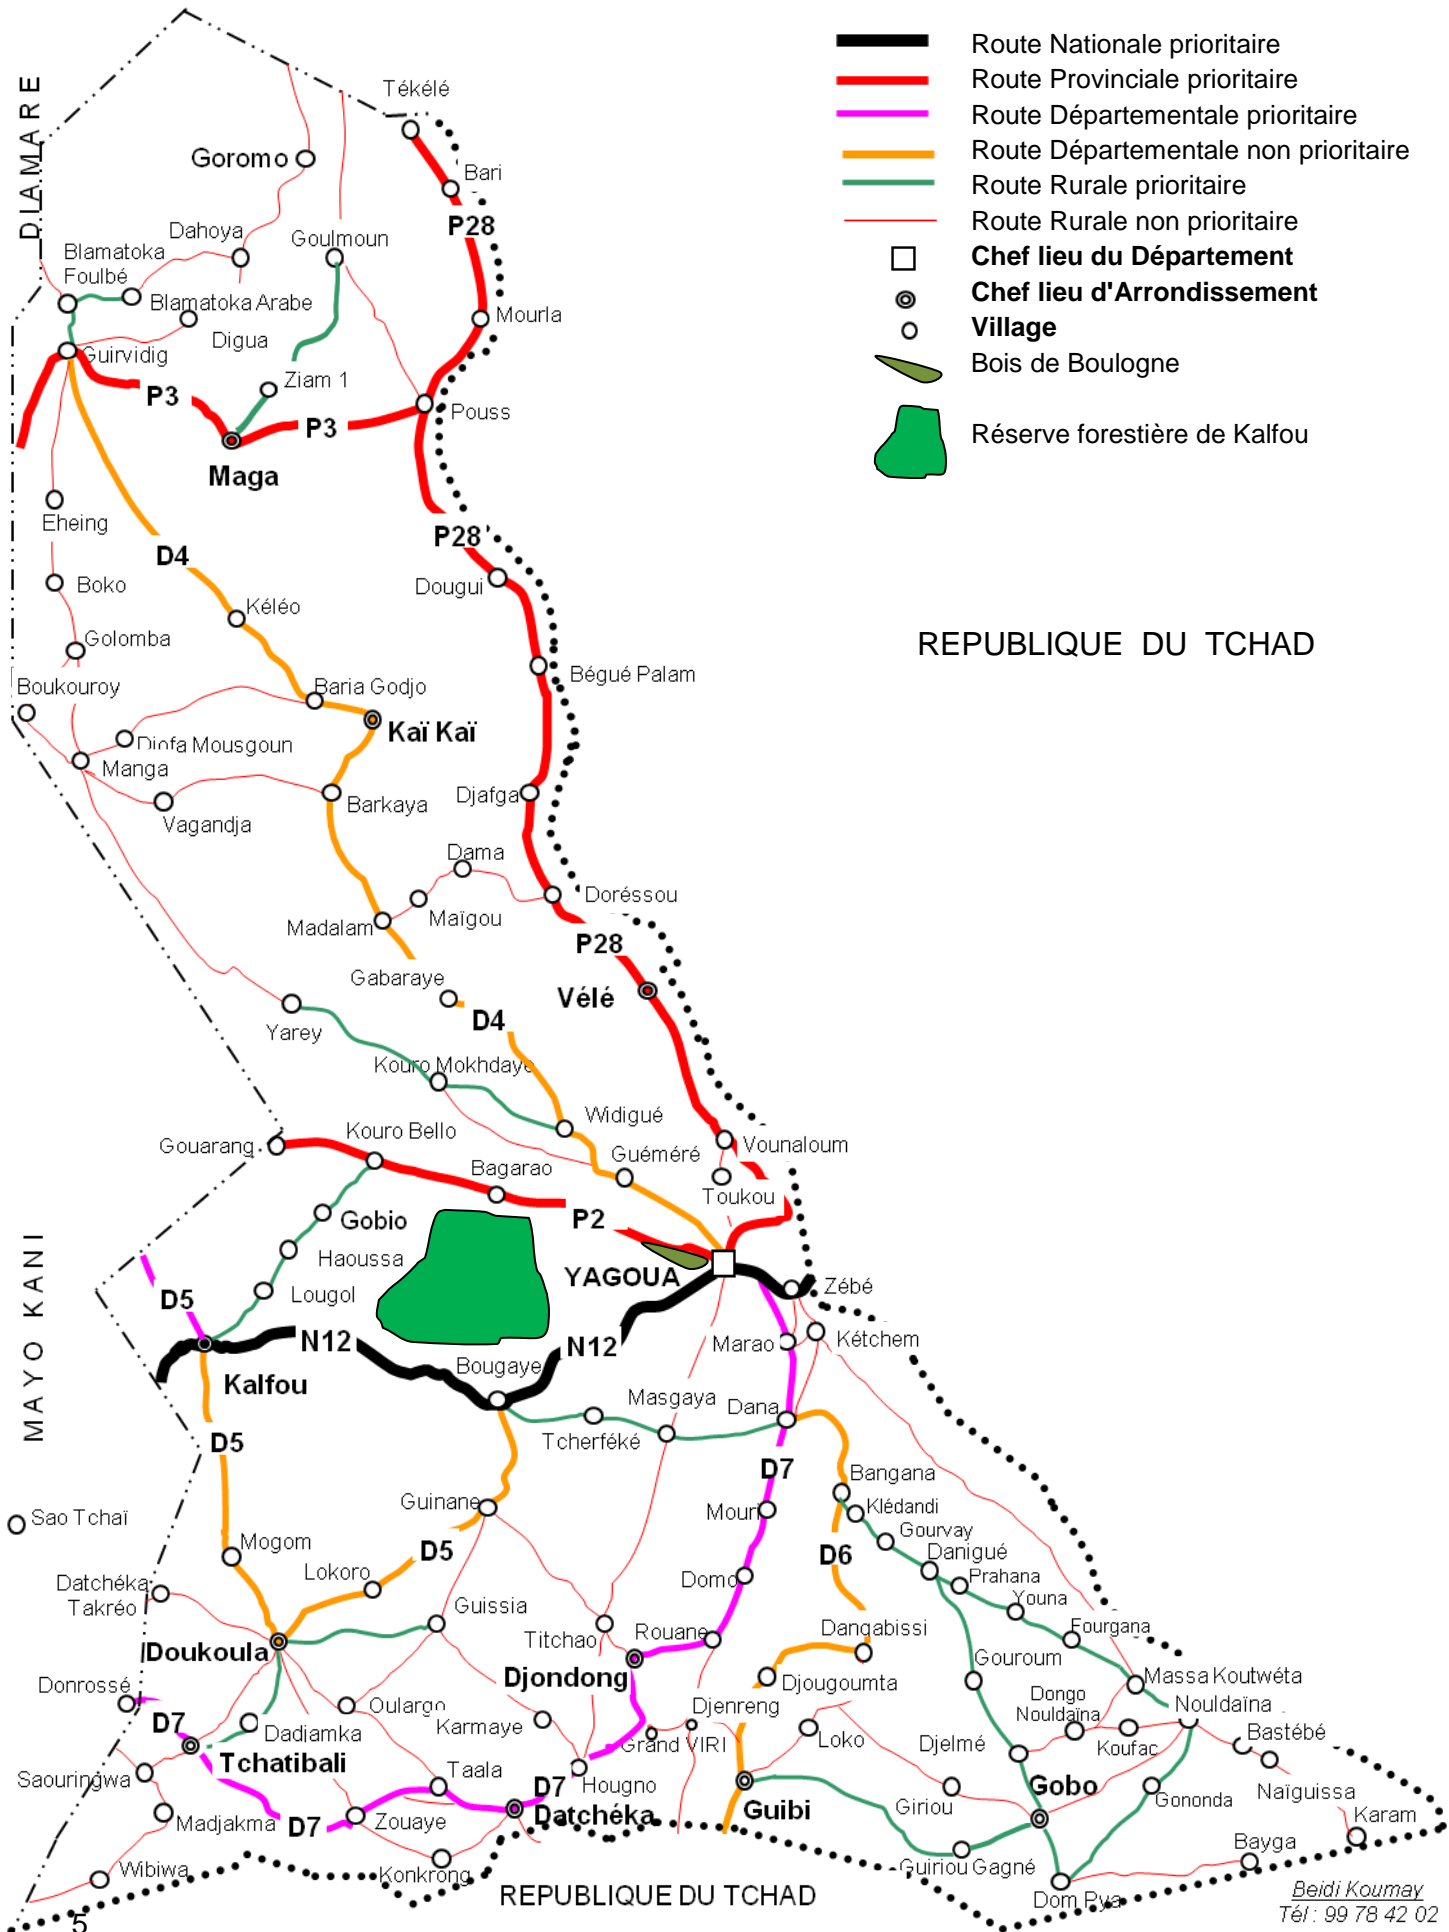 Route Nationale prioritaire
Route Provinciale prioritaire
Route Départementale prioritaire
Route Départementale non prioritaire
Route Rurale prioritaire
Route Rurale non prioritaire
Chef lieu du Département
Chef lieu d'Arrondissement
Village
Bois de Boulogne
Réserve forestière de Kalfou
DIAMARE
Tékélé
Goromo
Bari
P28
Dahoya
Goulmoun
Blamatoka
Foulbé
Blamatoka Arabe
Mourla
Digua
Guirvidig
Ziam 1
P3
P3
Pouss
Maga
Eheing
P28
D4
Boko
Dougui
Kéléo
Golomba
REPUBLIQUE DU TCHAD
Bégué Palam
Boukouroy
Baria Godjo
Kaï Kaï
Diofa Mousgoun
Manga
Djafga
Barkaya
Vagandja
Dama
Doréssou
Maïgou
Madalam
P28
Gabaraye
Vélé
D4
Yarey
Kouro Mokhdaye
Widigué
Kouro Bello
Gouarang
Vounaloum
Guéméré
Bagarao
Toukou
Gobio
P2
Haoussa
YAGOUA
Zébé
MAYO KANI
Lougol
D5
N12
N12
Marao
Kétchem
Bougaye
Kalfou
Masgaya
Dana
Tcherféké
D5
D7
Bangana
Guinane
Mouri
Klédandi
Sao Tchaï
Gourvay
D5
D6
Danigué
Mogom
Domo
Prahana
Datchéka
Takréo
Lokoro
Youna
Guissia
Fourgana
Titchao
Rouane
Dangabissi
Doukoula
Djondong
Gouroum
Massa Koutwéta
Djougoumta
Donrossé
Oulargo
Dongo
Nouldaïna
Nouldaïna
D7
Djenreng
Karmaye
Dadjamka
Grand VIRI
Loko
Djelmé
Koufac
Bastébé
Tchatibali
Saouringwa
Taala
D7
Hougno
Gobo
Naïguissa
Datchéka
Guibi
Giriou
Gononda
Madjakma
D7
Zouaye
Karam
Bayga
Wibiwa
Konkrong
Guiriou Gagné
REPUBLIQUE DU TCHAD
Dom Pya
Beidi Koumay
Tél : 99 78 42 02
5